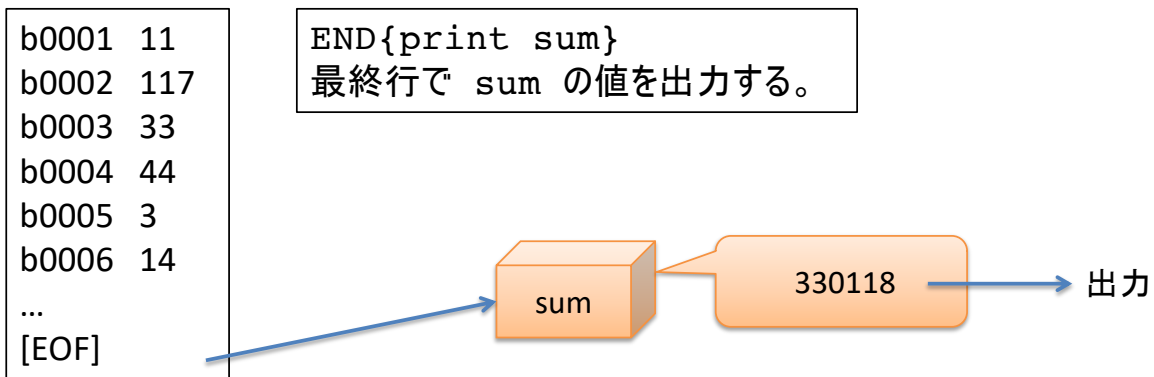 b0001 11
b0002 117
b0003 33
b0004 44
b0005 3
b0006 14
…
[EOF]
END{print sum}
最終行で sum の値を出力する。
sum
330118
出力